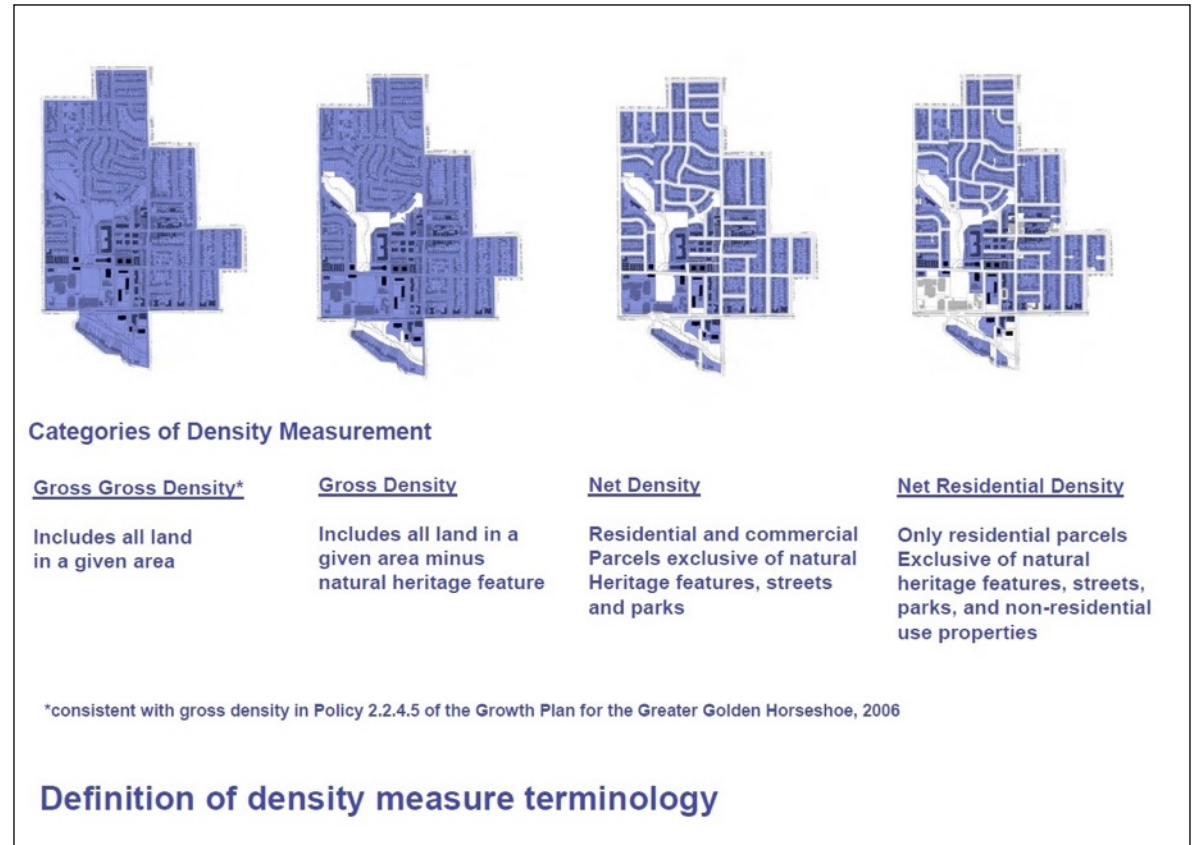 Categories of Density Measurement
Gross Gross Density*
Includes all land
in a given area
Gross Density
Includes all land in a
given area minus
natural heritage feature
Net Density
Residential and commercial
Parcels exclusive of natural
Heritage features, streets
and parks
Net Residential Density
Only residential parcels
Exclusive of natural
heritage features, streets,
parks, and non-residential
use properties
*consistent with gross density in Policy 2.2.4.5 of the Growth Plan for the Greater Golden Horseshoe, 2006
Definition of density measure terminology